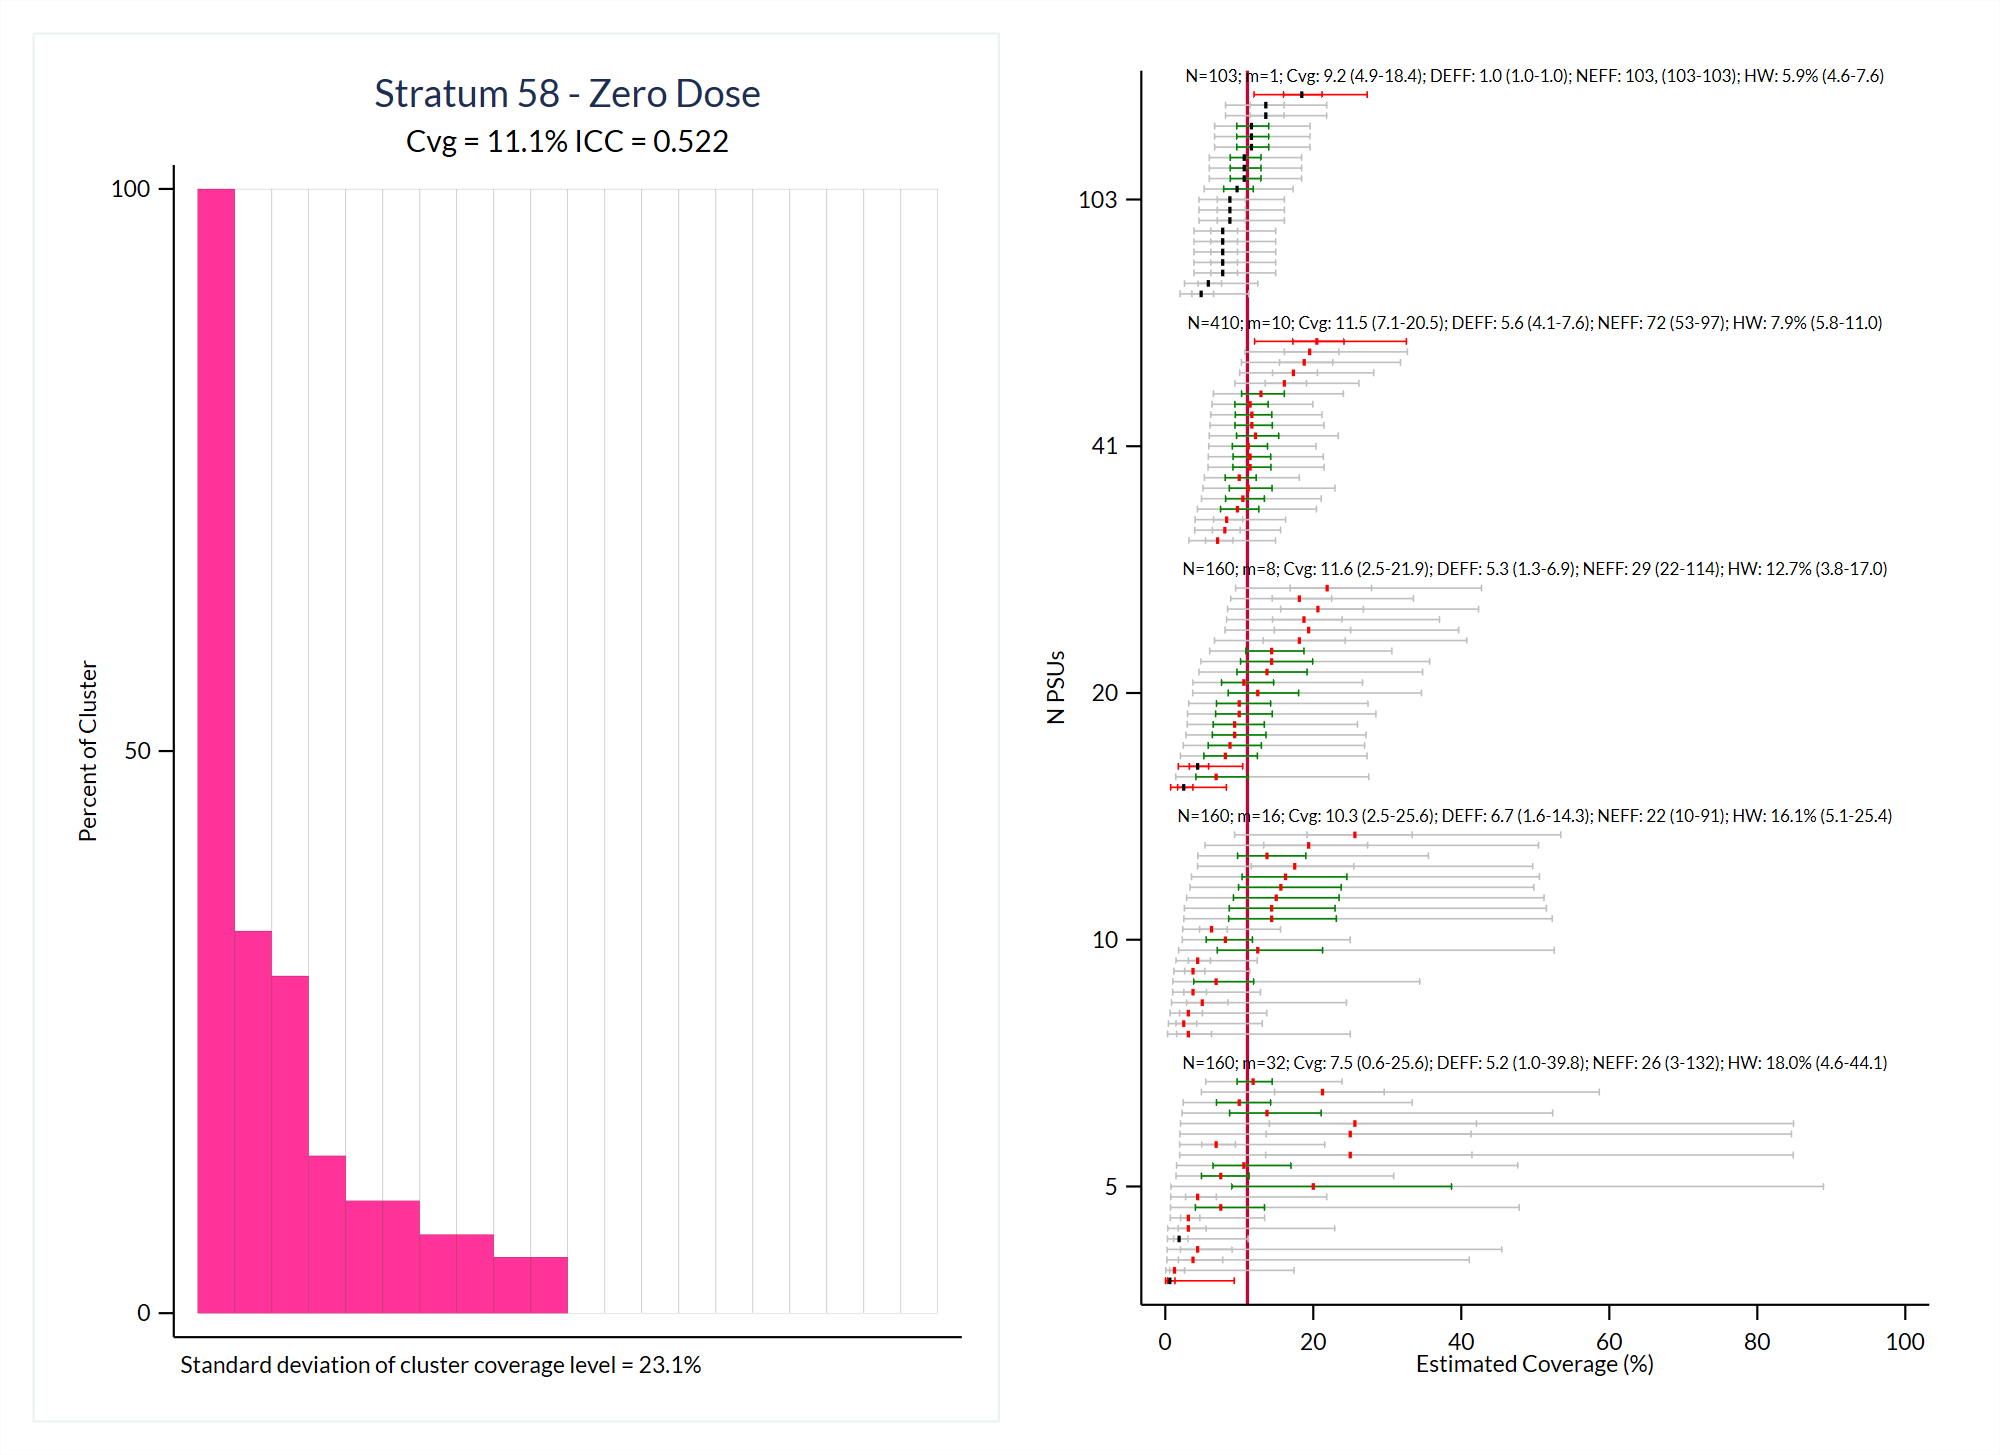 Stratum 58 - Zero Dose
Cvg = 11.1% ICC = 0.522
100
50
0
Percent of Cluster
Standard deviation of cluster coverage level = 23.1%
N=103; m=1; Cvg: 9.2 (4.9-18.4); DEFF: 1.0 (1.0-1.0); NEFF: 103, (103-103); HW: 5.9% (4.6-7.6)
103
N=410; m=10; Cvg: 11.5 (7.1-20.5); DEFF: 5.6 (4.1-7.6); NEFF: 72 (53-97); HW: 7.9% (5.8-11.0)
41
N=160; m=8; Cvg: 11.6 (2.5-21.9); DEFF: 5.3 (1.3-6.9); NEFF: 29 (22-114); HW: 12.7% (3.8-17.0)
N PSUs
20
N=160; m=16; Cvg: 10.3 (2.5-25.6); DEFF: 6.7 (1.6-14.3); NEFF: 22 (10-91); HW: 16.1% (5.1-25.4)
10
N=160; m=32; Cvg: 7.5 (0.6-25.6); DEFF: 5.2 (1.0-39.8); NEFF: 26 (3-132); HW: 18.0% (4.6-44.1)
5
0 20 40 60 80 100
Estimated Coverage (%)